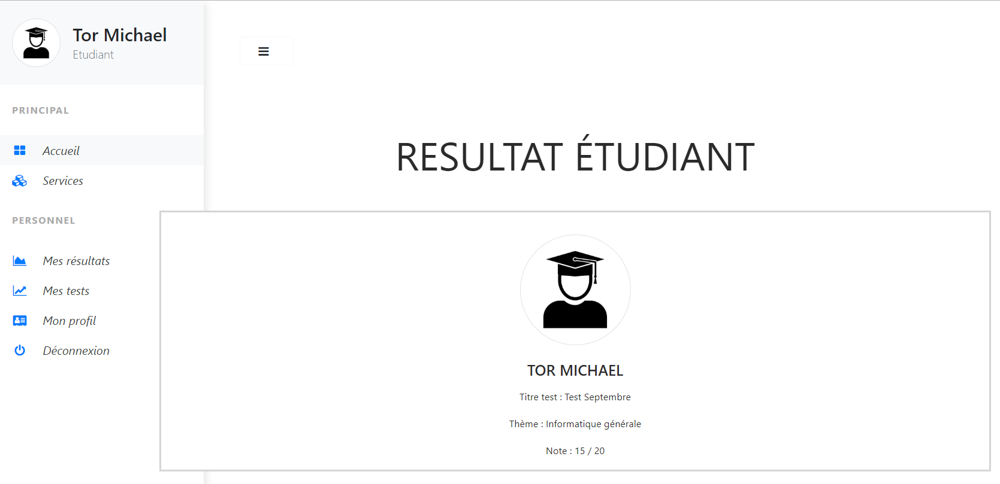 Tor Michael
Etudiant
PRINCIPAL
Accueil
Services
PERSONNEL
Mes résultats
Mes tests
Mon profil
Déconnexion
RESULTAT ÉTUDIANT
TOR MICHAEL
Titre test : Test Septembre
Thème : Informatique générale
Note : 15 / 20